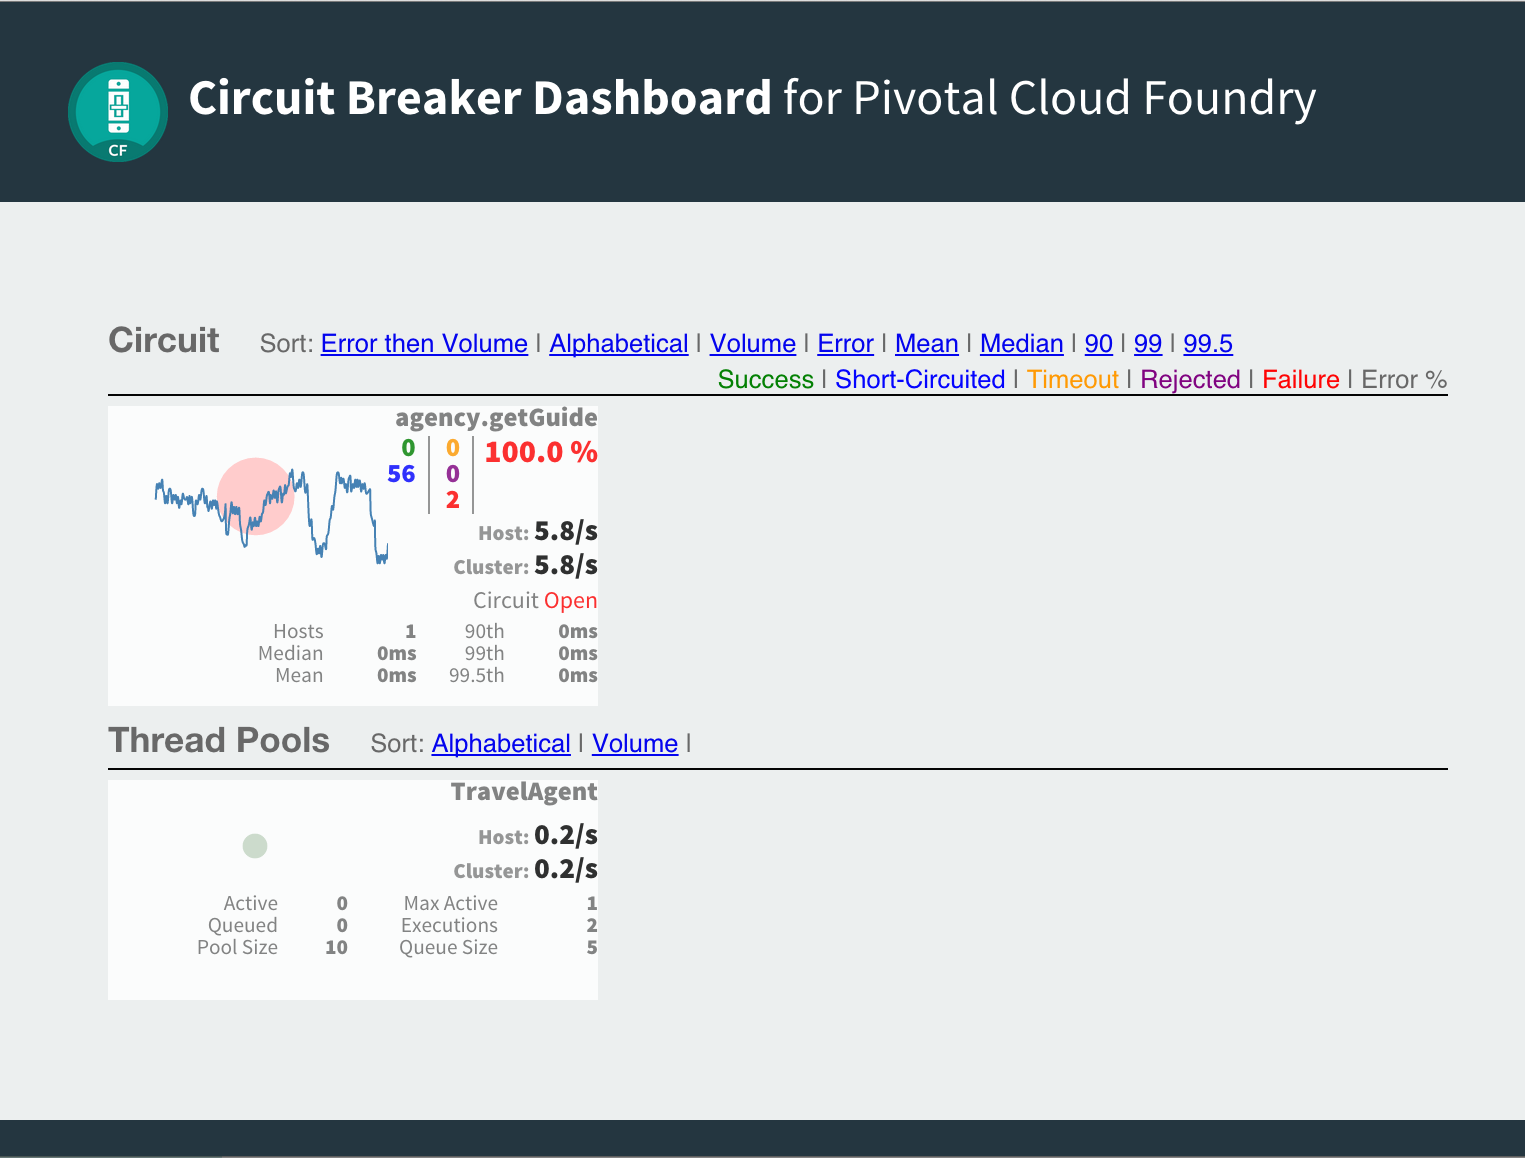 Circuit Breaker Dashboard for Pivotal Cloud Foundry
CF
Circuit Sort: Error then Volume | Alphabetical | Volume | Error | Mean | Median | 90 | 99 | 99.5
Success | Short-Circuited | Timeout | Rejected | Failure | Error %
agency.getGuide
0 0 100.0 %
56 0
2
Host: 5.8/s
Cluster: 5.8/s
Circuit Open
Hosts 1 90th 0ms
Median 0ms 99th 0ms
Mean 0ms 99.5th 0ms
Thread Pools Sort: Alphabetical | Volume |
TravelAgent
Host: 0.2/s
Cluster: 0.2/s
Active 0 Max Active 1
Queued 0 Executions 2
Pool Size 10 Queue Size 5